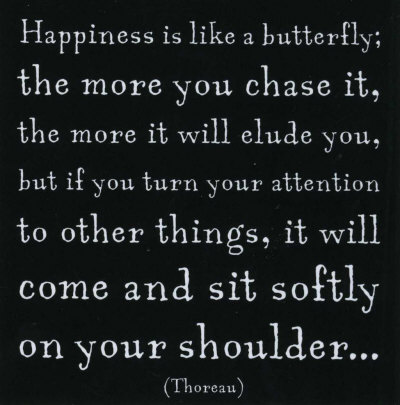 Happiness is like a butterfly;
the more you chase it,
the more it will elude you,
but if you turn your attention
to other things, it will
come and sit softly
on your shoulder...
(Thoreau)